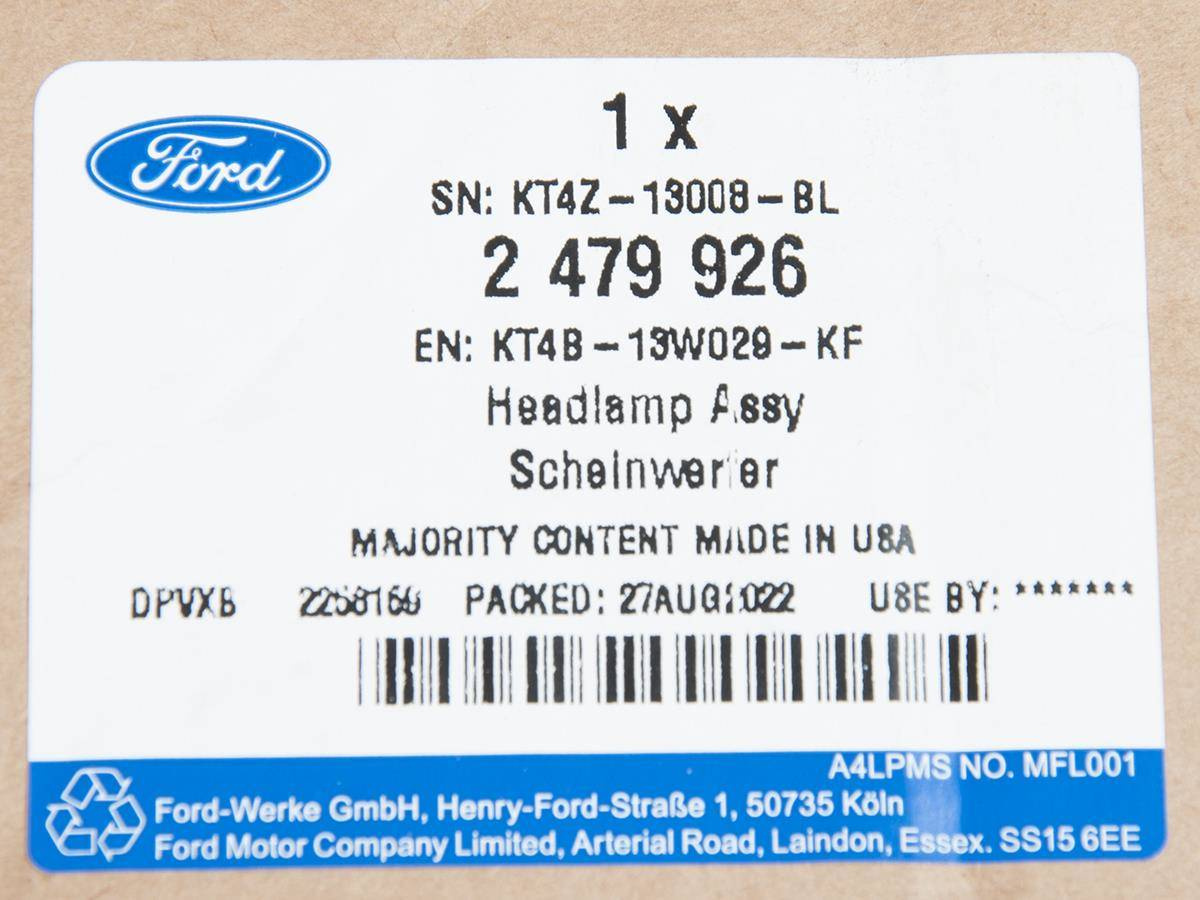 Ford
1 x
SN: KT4Z-13008-BL
2 479 926
EN: KT4B-13W029-KF
Headlamp Assy
Scheinwerfer
MAJORITY CONTENT MADE IN USA
PACKED: 27AUG2022 USE BY: *******
A4LPMS NO. MFL001
Ford-Werke GmbH, Henry-Ford-Straße 1, 50735 Köln
Ford Motor Company Limited, Arterial Road, Laindon, Essex. SS15 6EE